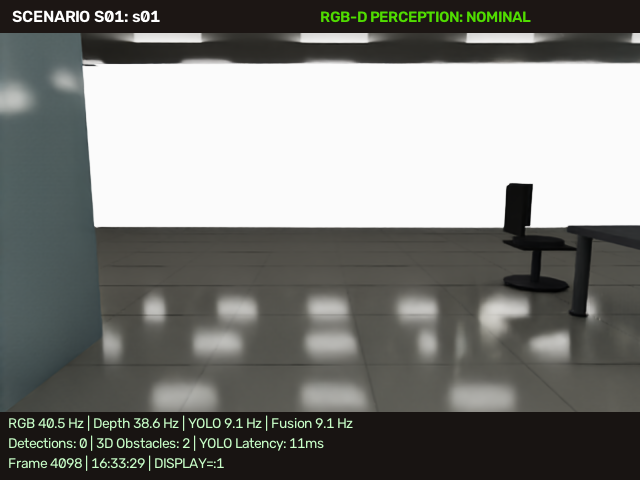 SCENARIO S01: s01
RGB-D PERCEPTION: NOMINAL
RGB 40.5 Hz | Depth 38.6 Hz | YOLO 9.1 Hz | Fusion 9.1 Hz
Detections: 0 | 3D Obstacles: 2 | YOLO Latency: 11ms
Frame 4098 | 16:33:29 | DISPLAY=:1